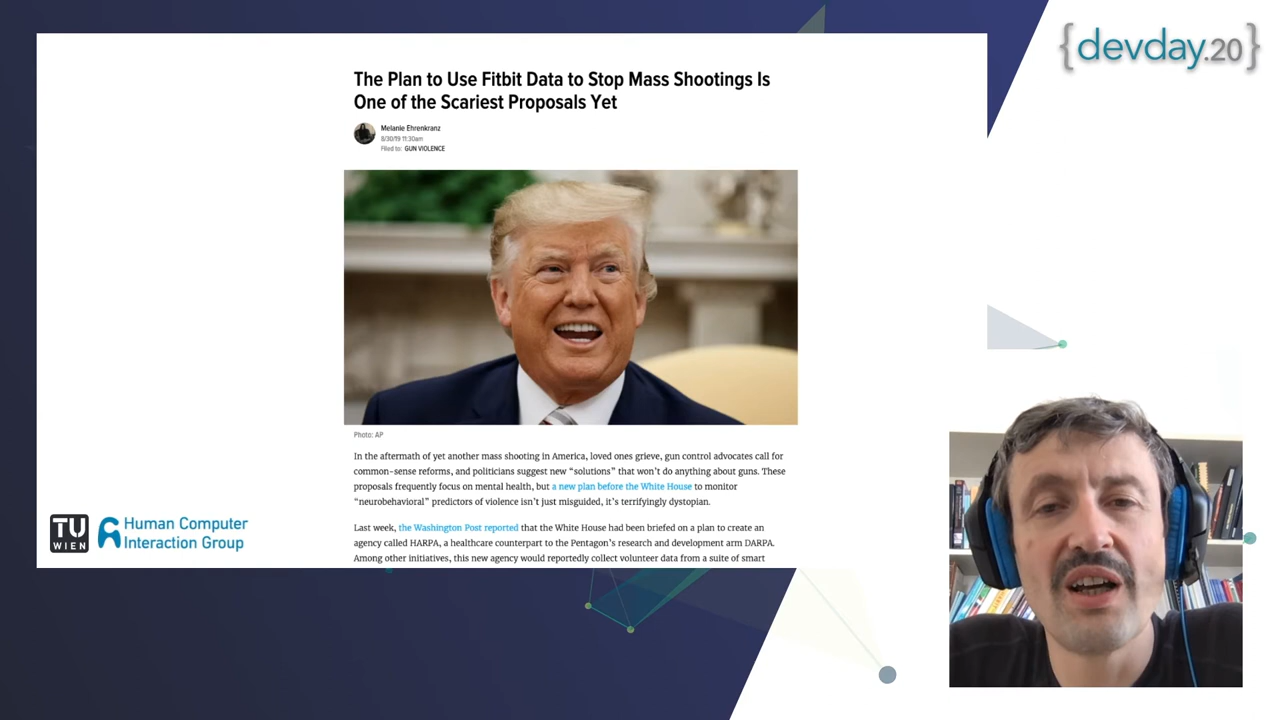 {devday.20}
The Plan to Use Fitbit Data to Stop Mass Shootings Is
One of the Scariest Proposals Yet
Melanie Ehrenkranz
8/30/19 11:30am
Filed to: GUN VIOLENCE
Photo: AP
In the aftermath of yet another mass shooting in America, loved ones grieve, gun control advocates call for
common-sense reforms, and politicians suggest new “solutions” that won’t do anything about guns. These
proposals frequently focus on mental health, but a new plan before the White House to monitor
“neurobehavioral” predictors of violence isn’t just misguided, it’s terrifyingly dystopian.
Last week, the Washington Post reported that the White House had been briefed on a plan to create an
agency called HARPA, a healthcare counterpart to the Pentagon’s research and development arm DARPA.
Among other initiatives, this new agency would reportedly collect volunteer data from a suite of smart
TU
WIEN
Human Computer
Interaction Group